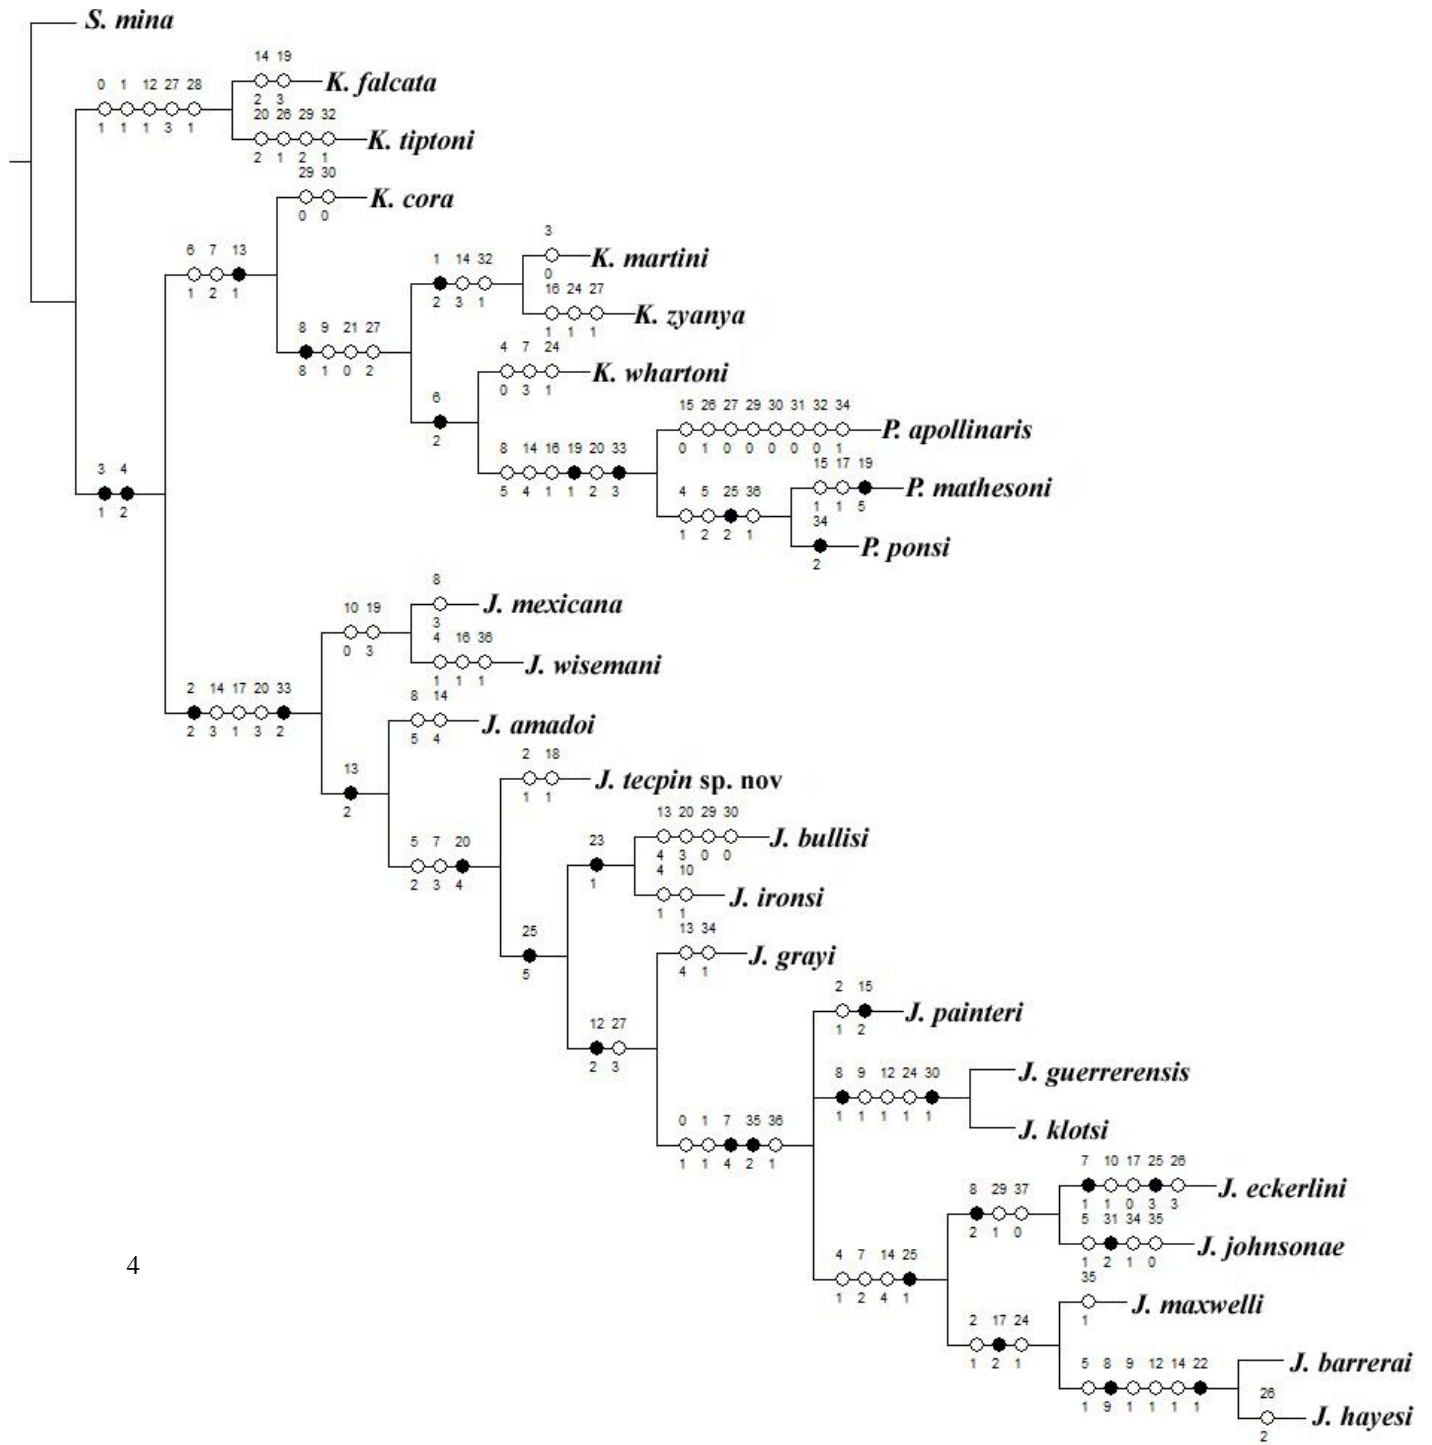 S. mina
14 19
K. falcata
0 1 12 27 28
2 3
1 1 1 3 1
20 26 29 32
K. tiptoni
2 1 2 1
29 30
K. cora
0 0
3
6 7 13
K. martini
1 14 32
0
1 2 1
16 24 27
2 3 1
K. zyanya
8 9 21 27
1 1 1
4 7 24
8 1 0 2
K. whartoni
0 3 1
6
15 26 27 29 30 31 32 34
P. apollinaris
2
8 14 16 19 20 33
0 1 0 0 0 0 0 1
15 17 19
3 4
P. mathesoni
5 4 1 1 2 3
4 5 25 36
1 1 5
1 2
34
1 2 2 1
P. ponsi
2
8
J. mexicana
10 19
3
0 3
4 16 36
J. wisemani
1 1 1
2 14 17 20 33
8 14
J. amadoi
2 3 1 3 2
5 4
2 18
13
J. tecpin sp. nov
1 1
2
13 20 29 30
5 7 20
23
J. bullisi
4 3 0 0
2 3 4
1
4 10
J. ironsi
1 1
25
13 34
J. grayi
5
4 1
2 15
12 27
J. painteri
1 2
2 3
8 9 12 24 30
J. guerrerensis
0 1 7 35 36
1 1 1 1 1
J. klotsi
1 1 4 2 1
7 10 17 25 26
8 29 37
J. eckerlini
1 1 0 3 3
2 1 0
5 31 34 35
4 7 14 25
J. johnsonae
4
1 2 1 0
1 2 4 1
35
2 17 24
J. maxwelli
1
1 2 1
5 8 9 12 14 22
J. barrerai
1 9 1 1 1 1
26
J. hayesi
2